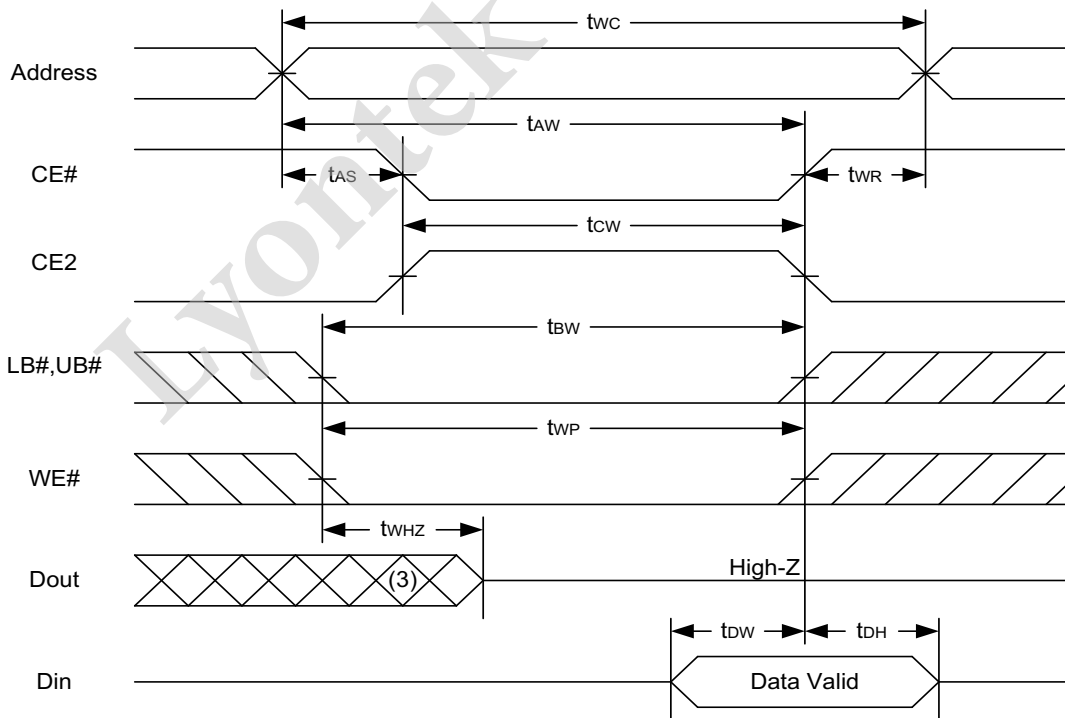 tWC
Address
tAW
CE#
tAS
tWR
tCW
CE2
tBW
LB#,UB#
tWP
WE#
tWHZ
Dout
(3)
High-Z
tDW
tDH
Din
Data Valid
Lyontek